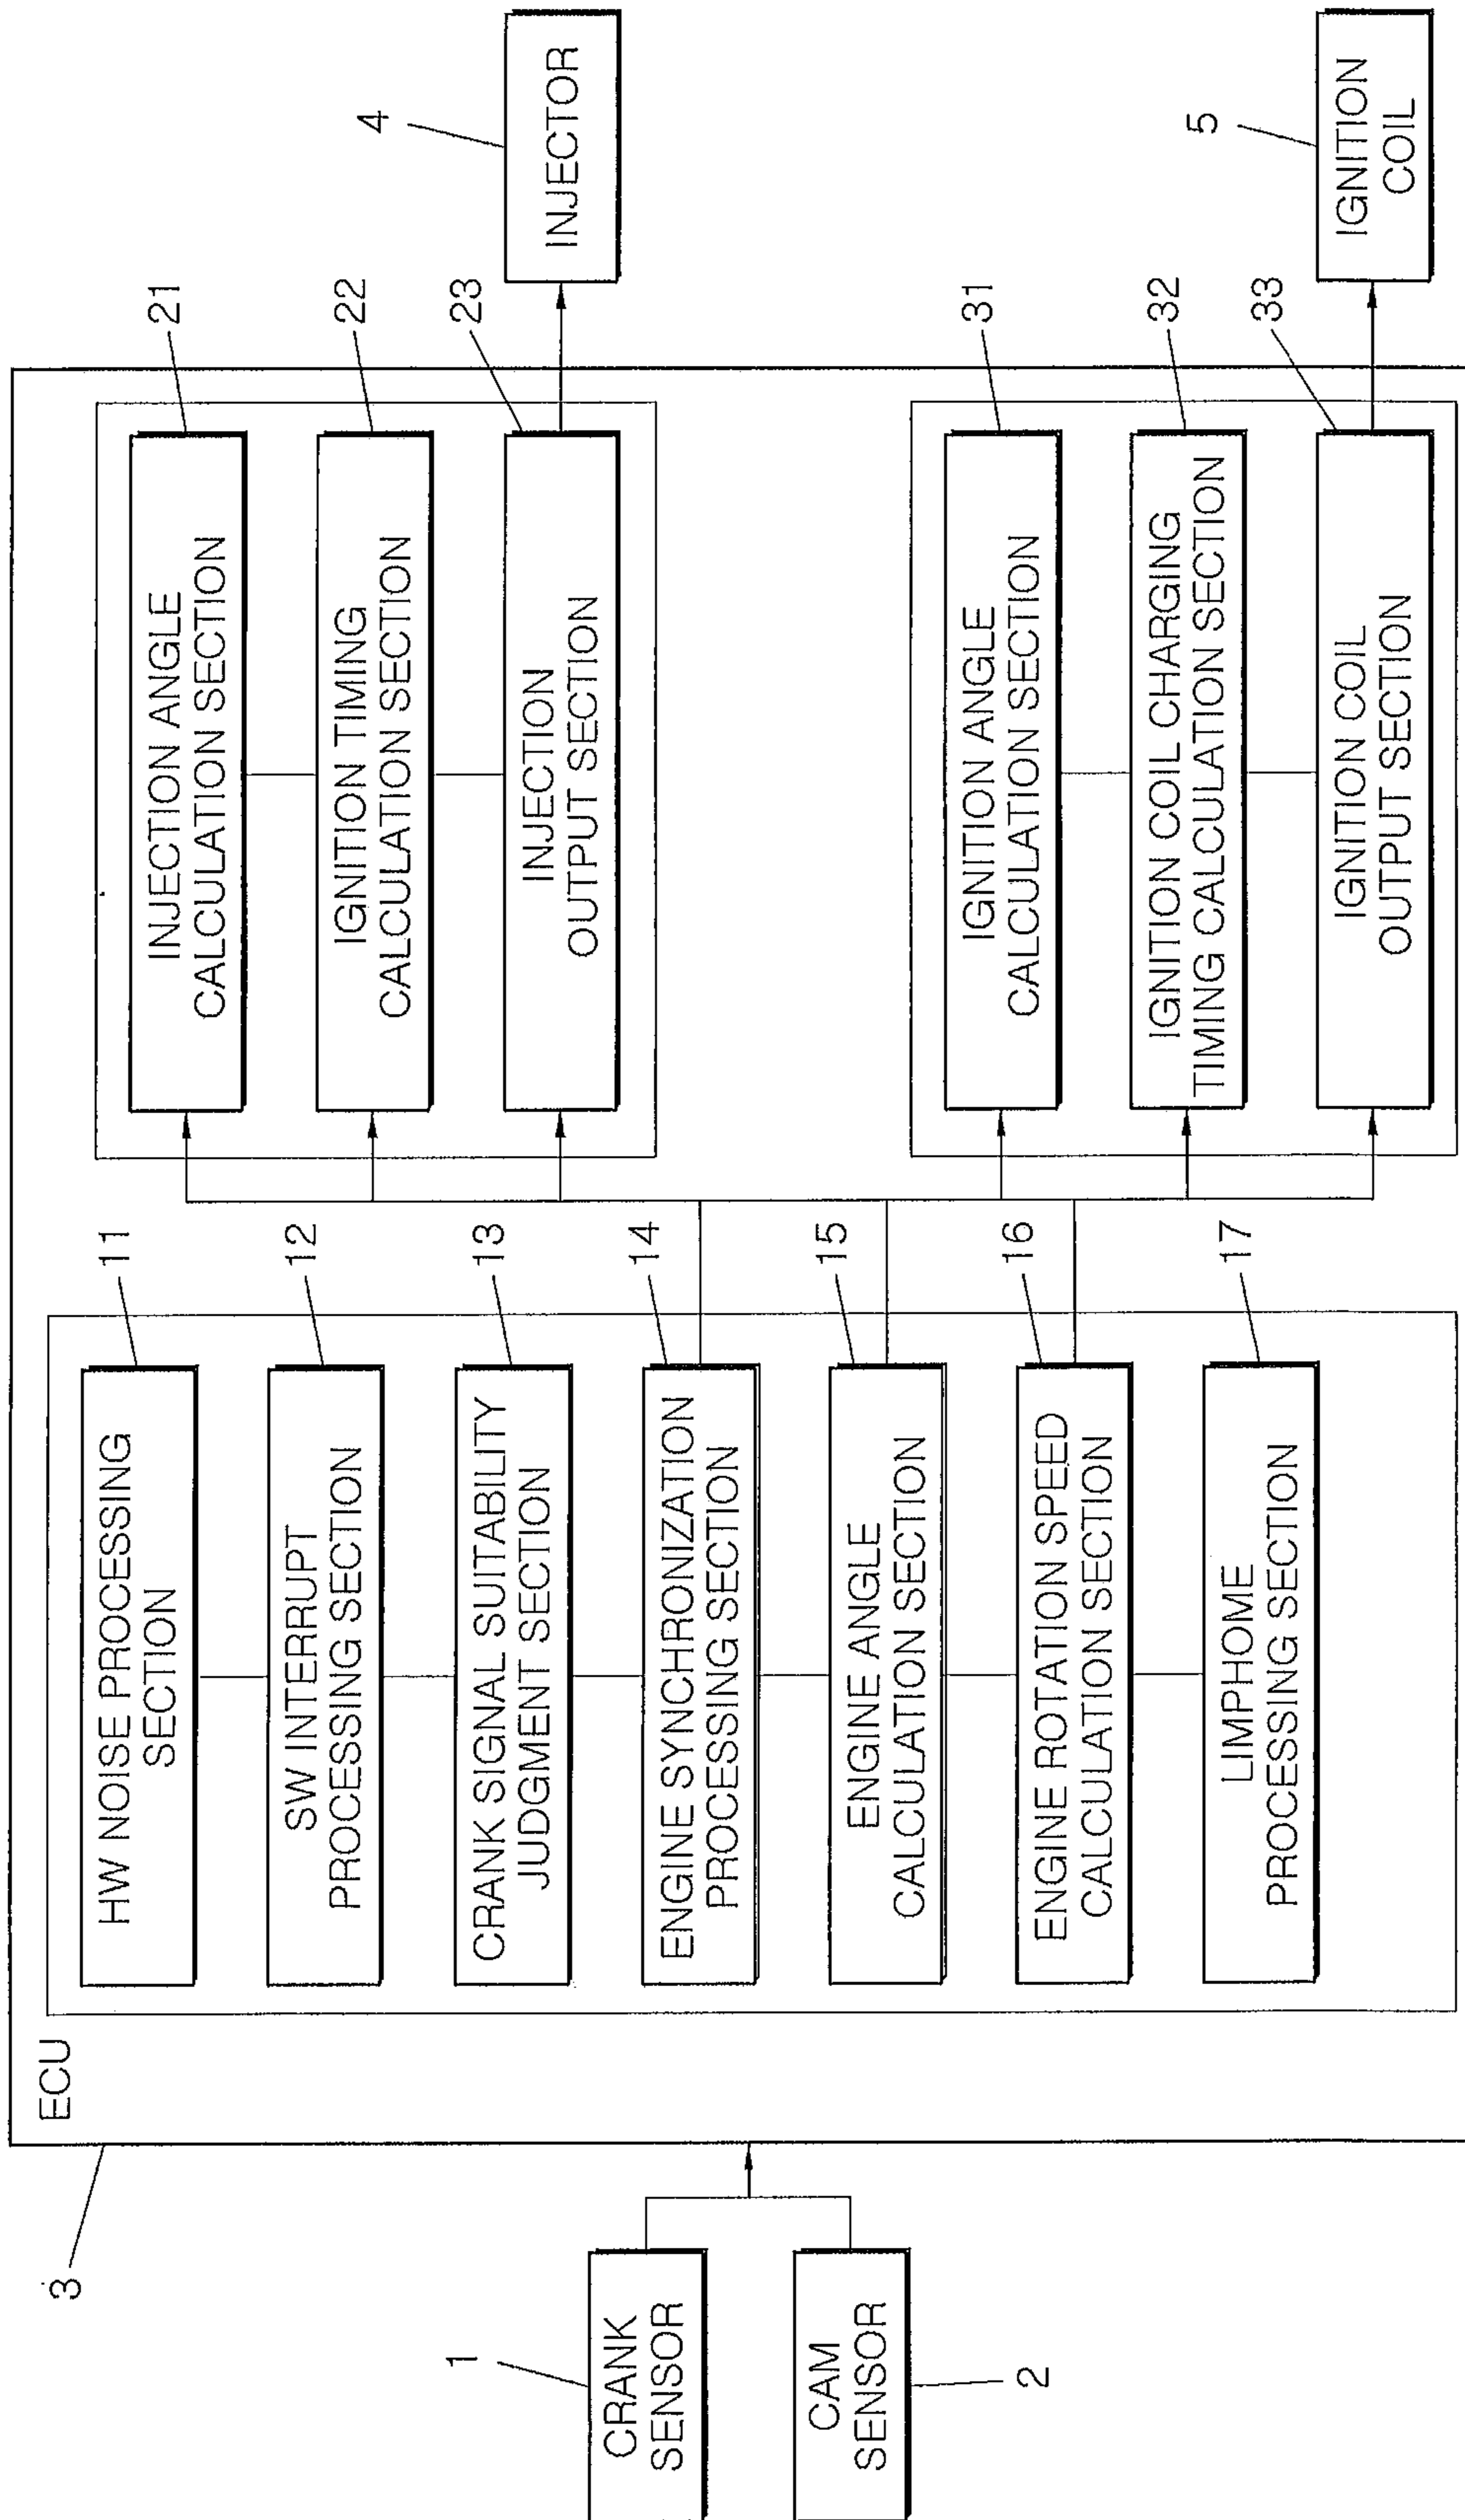 1
CRANK
SENSOR
CAM
SENSOR
2
3
ECU
HW NOISE PROCESSING
SECTION
11
SW INTERRUPT
PROCESSING SECTION
12
CRANK SIGNAL SUITABILITY
JUDGMENT SECTION
13
ENGINE SYNCHRONIZATION
PROCESSING SECTION
14
ENGINE ANGLE
CALCULATION SECTION
15
ENGINE ROTATION SPEED
CALCULATION SECTION
16
LIMPHOME
PROCESSING SECTION
17
INJECTION ANGLE
CALCULATION SECTION
21
IGNITION TIMING
CALCULATION SECTION
22
INJECTION
OUTPUT SECTION
23
IGNITION ANGLE
CALCULATION SECTION
31
IGNITION COIL CHARGING
TIMING CALCULATION SECTION
32
IGNITION COIL
OUTPUT SECTION
33
4
INJECTOR
5
IGNITION
COIL